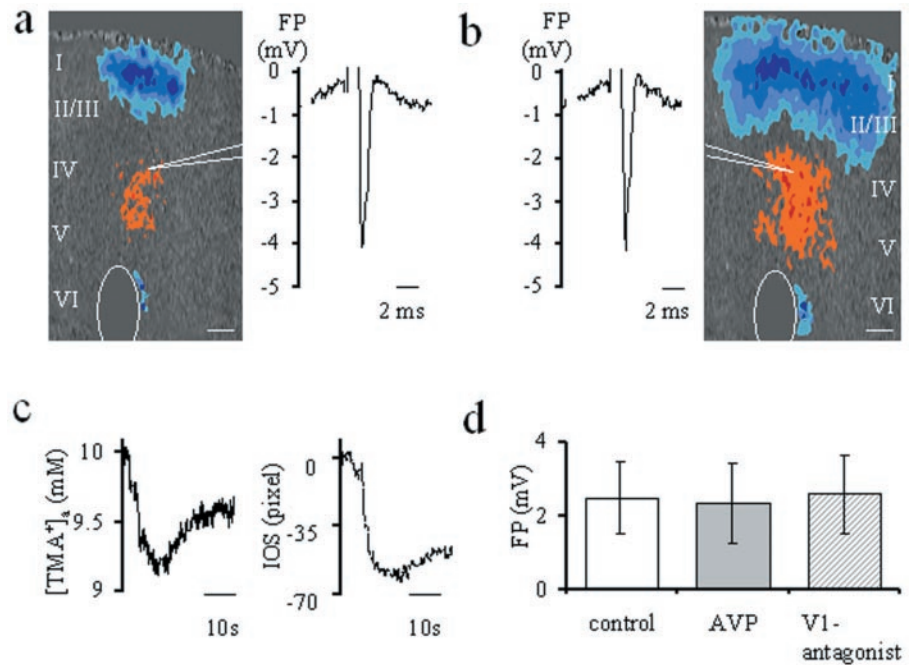 a
I
II/III
IV
V
VI
FP
(mV)
0
-1
-2
-3
-4
-5
2 ms
b
FP
(mV)
0
-1
-2
-3
-4
-5
2 ms
I
II/III
IV
V
VI
c
[TMA⁺]ₐ (mM)
10
9.5
9
10s
IOS (pixel)
0
-35
-70
10s
d
FP (mV)
4
2
0
control
AVP
V1-
antagonist